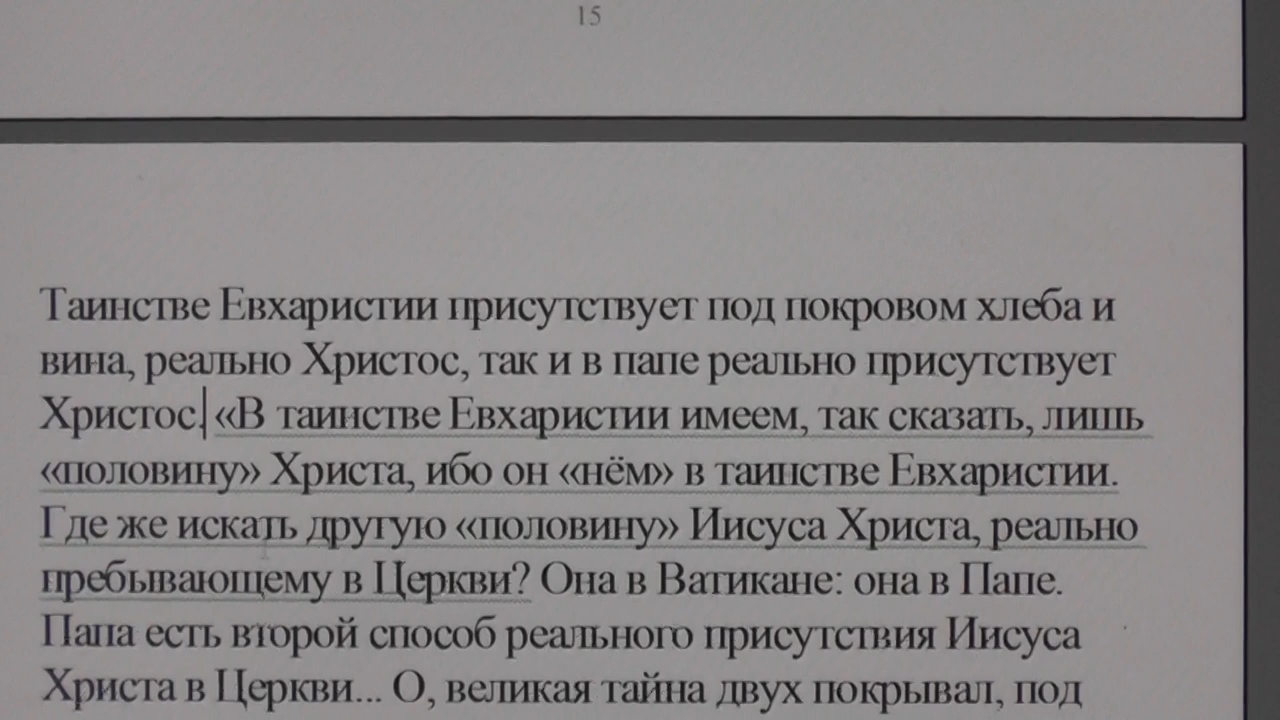 15
Таинстве Евхаристии присутствует под покровом хлеба и
вина, реально Христос, так и в папе реально присутствует
Христос. «В таинстве Евхаристии имеем, так сказать, лишь
«половину» Христа, ибо он «нём» в таинстве Евхаристии.
Где же искать другую «половину» Иисуса Христа, реально
пребывающему в Церкви? Она в Ватикане: она в Папе.
Папа есть второй способ реального присутствия Иисуса
Христа в Церкви... О, великая тайна двух покрывал, под